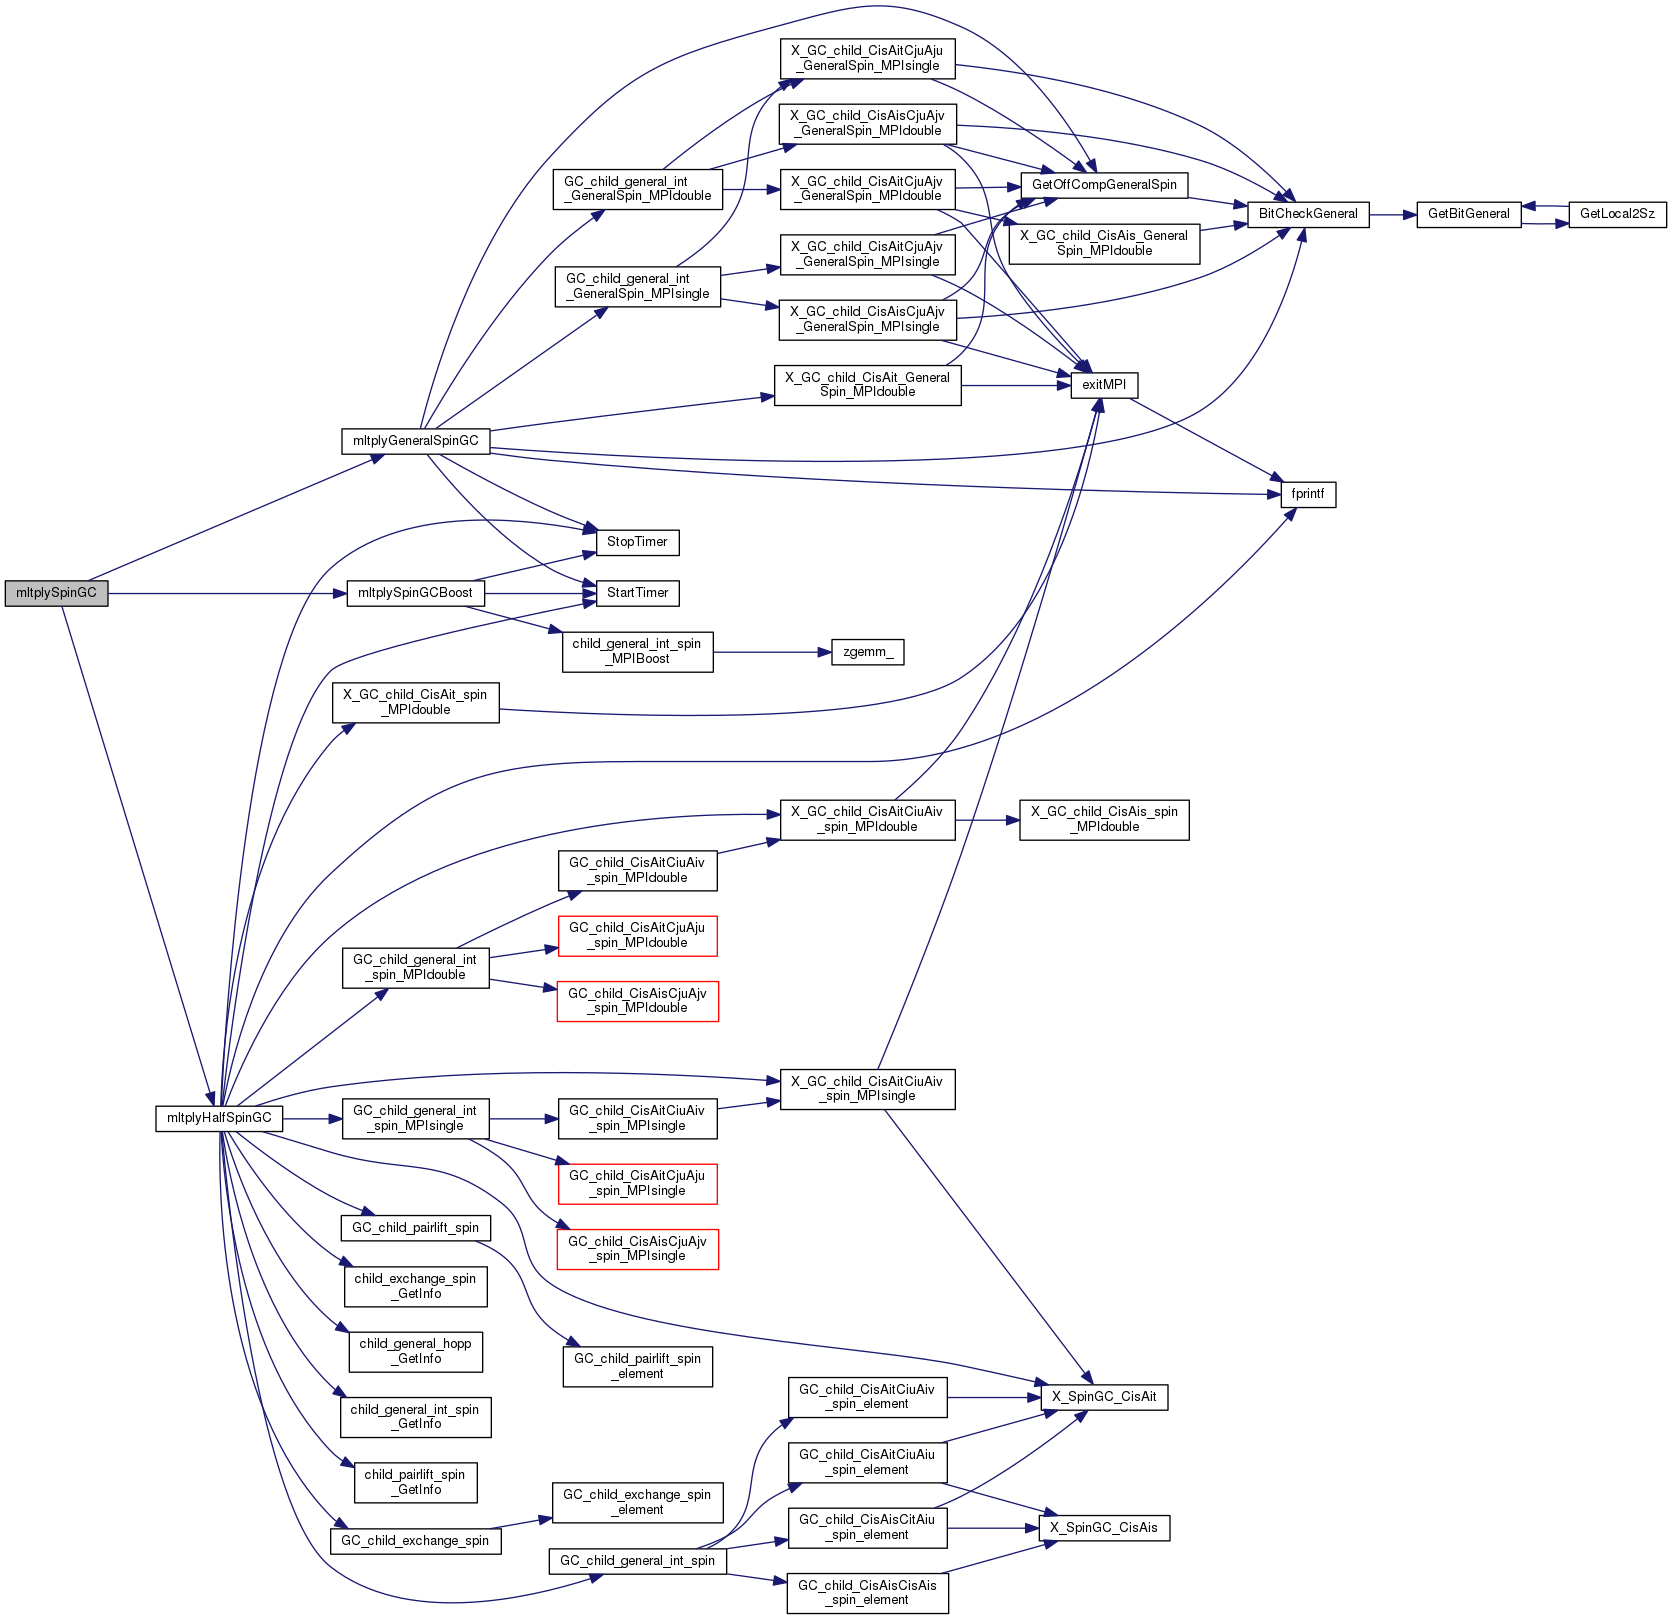 X_GC_child_CisAitCjuAju
_GeneralSpin_MPIsingle
X_GC_child_CisAisCjuAjv
_GeneralSpin_MPIdouble
GC_child_general_int
_GeneralSpin_MPIdouble
X_GC_child_CisAitCjuAjv
_GeneralSpin_MPIdouble
GetOffCompGeneralSpin
BitCheckGeneral
GetBitGeneral
GetLocal2Sz
X_GC_child_CisAis_General
Spin_MPIdouble
X_GC_child_CisAitCjuAjv
_GeneralSpin_MPIsingle
GC_child_general_int
_GeneralSpin_MPIsingle
X_GC_child_CisAisCjuAjv
_GeneralSpin_MPIsingle
X_GC_child_CisAit_General
Spin_MPIdouble
exitMPI
mltplyGeneralSpinGC
fprintf
StopTimer
mltplySpinGC
mltplySpinGCBoost
StartTimer
child_general_int_spin
_MPIBoost
zgemm_
X_GC_child_CisAit_spin
_MPIdouble
X_GC_child_CisAitCiuAiv
_spin_MPIdouble
X_GC_child_CisAis_spin
_MPIdouble
GC_child_CisAitCiuAiv
_spin_MPIdouble
GC_child_CisAitCjuAju
_spin_MPIdouble
GC_child_general_int
_spin_MPIdouble
GC_child_CisAisCjuAjv
_spin_MPIdouble
X_GC_child_CisAitCiuAiv
_spin_MPIsingle
mltplyHalfSpinGC
GC_child_general_int
_spin_MPIsingle
GC_child_CisAitCiuAiv
_spin_MPIsingle
GC_child_CisAitCjuAju
_spin_MPIsingle
GC_child_pairlift_spin
GC_child_CisAisCjuAjv
_spin_MPIsingle
child_exchange_spin
_GetInfo
child_general_hopp
_GetInfo
GC_child_pairlift_spin
_element
child_general_int_spin
_GetInfo
GC_child_CisAitCiuAiv
_spin_element
X_SpinGC_CisAit
GC_child_CisAitCiuAiu
_spin_element
child_pairlift_spin
_GetInfo
GC_child_exchange_spin
_element
GC_child_CisAisCitAiu
_spin_element
X_SpinGC_CisAis
GC_child_exchange_spin
GC_child_general_int_spin
GC_child_CisAisCisAis
_spin_element